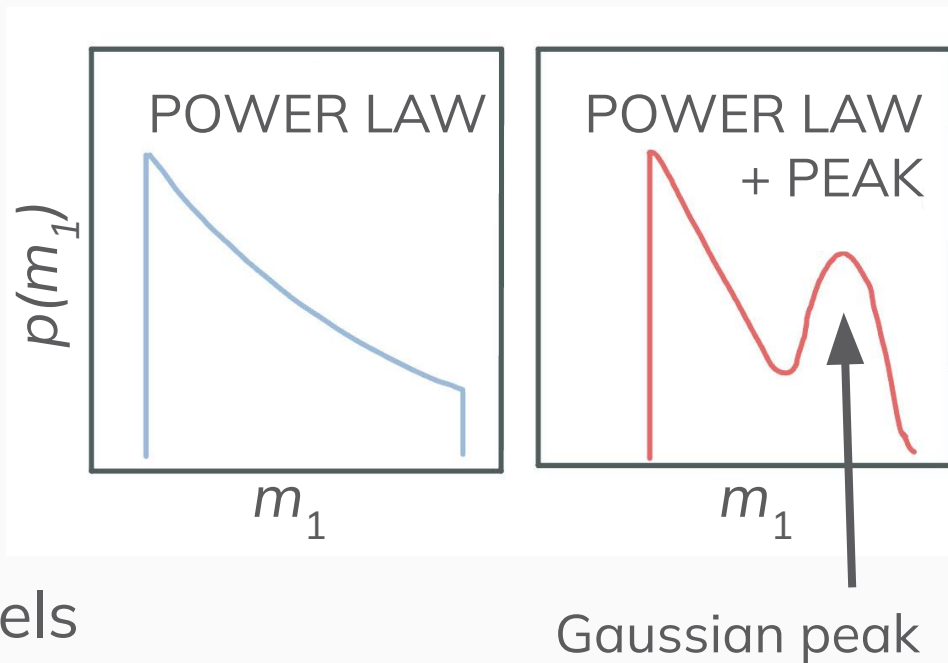 POWER LAW
p(m₁)
m₁
POWER LAW
+ PEAK
m₁
els
Gaussian peak